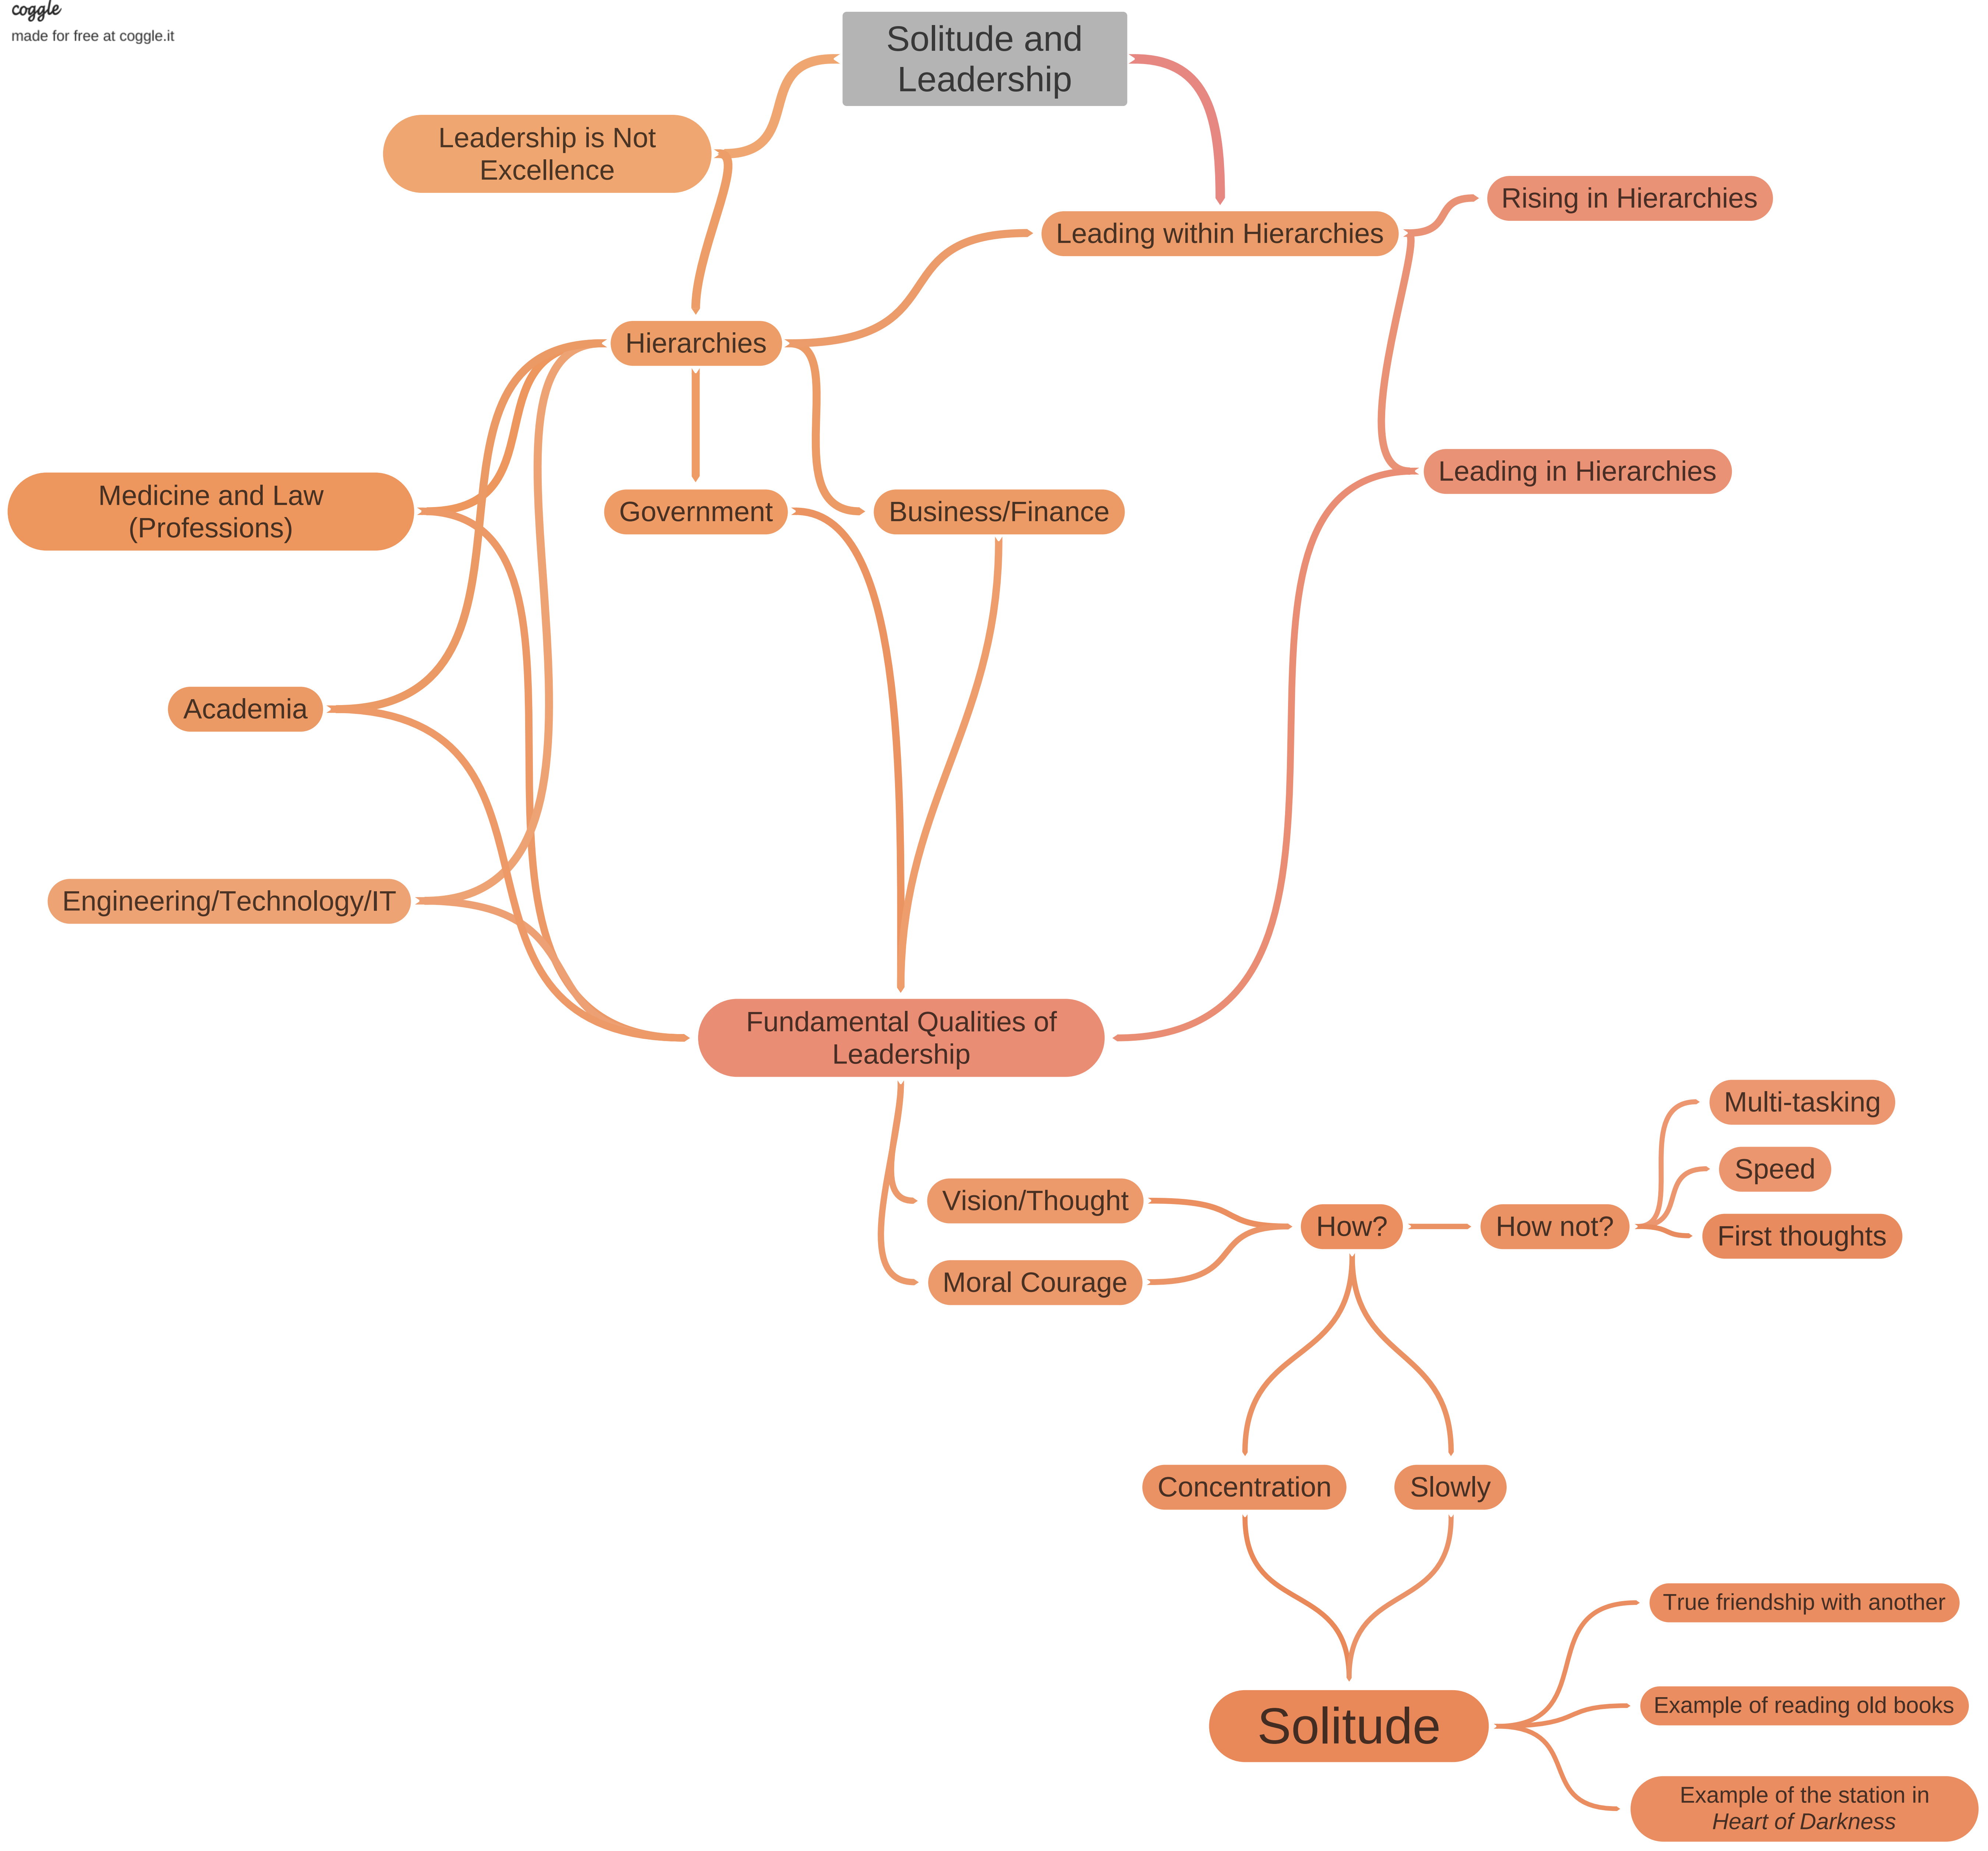 coggle
made for free at coggle.it
Solitude and
Leadership
Leadership is Not
Excellence
Rising in Hierarchies
Leading within Hierarchies
Hierarchies
Leading in Hierarchies
Medicine and Law
(Professions)
Government
Business/Finance
Academia
Engineering/Technology/IT
Fundamental Qualities of
Leadership
Multi-tasking
Speed
Vision/Thought
How?
How not?
First thoughts
Moral Courage
Concentration
Slowly
True friendship with another
Example of reading old books
Solitude
Example of the station in
Heart of Darkness